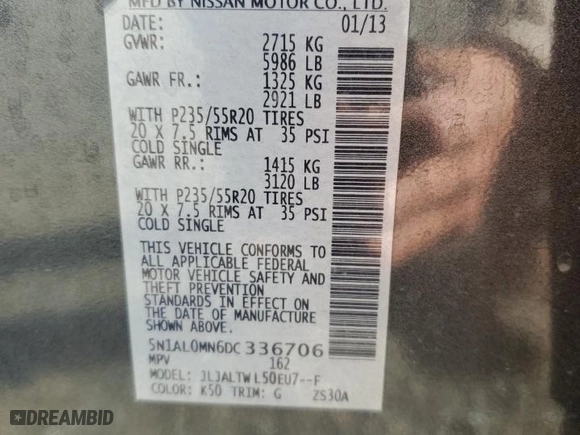 MFD BY NISSAN MOTOR CO., LTD.
DATE: 01/13
GVWR: 2715 KG
5986 LB
GAWR FR.: 1325 KG
2921 LB
WITH P235/55R20 TIRES
20 X 7.5 RIMS AT 35 PSI
COLD SINGLE
GAWR RR.: 1415 KG
3120 LB
WITH P235/55R20 TIRES
20 X 7.5 RIMS AT 35 PSI
COLD SINGLE
THIS VEHICLE CONFORMS TO
ALL APPLICABLE FEDERAL
MOTOR VEHICLE SAFETY AND
THEFT PREVENTION
STANDARDS IN EFFECT ON
THE DATE OF MANUFACTURE
SHOWN ABOVE.
5N1AL0MN6DC336706
MPV 162
MODEL: JLJALTWL50EU7--F
COLOR: K50 TRIM: G ZS30A
DREAMBID